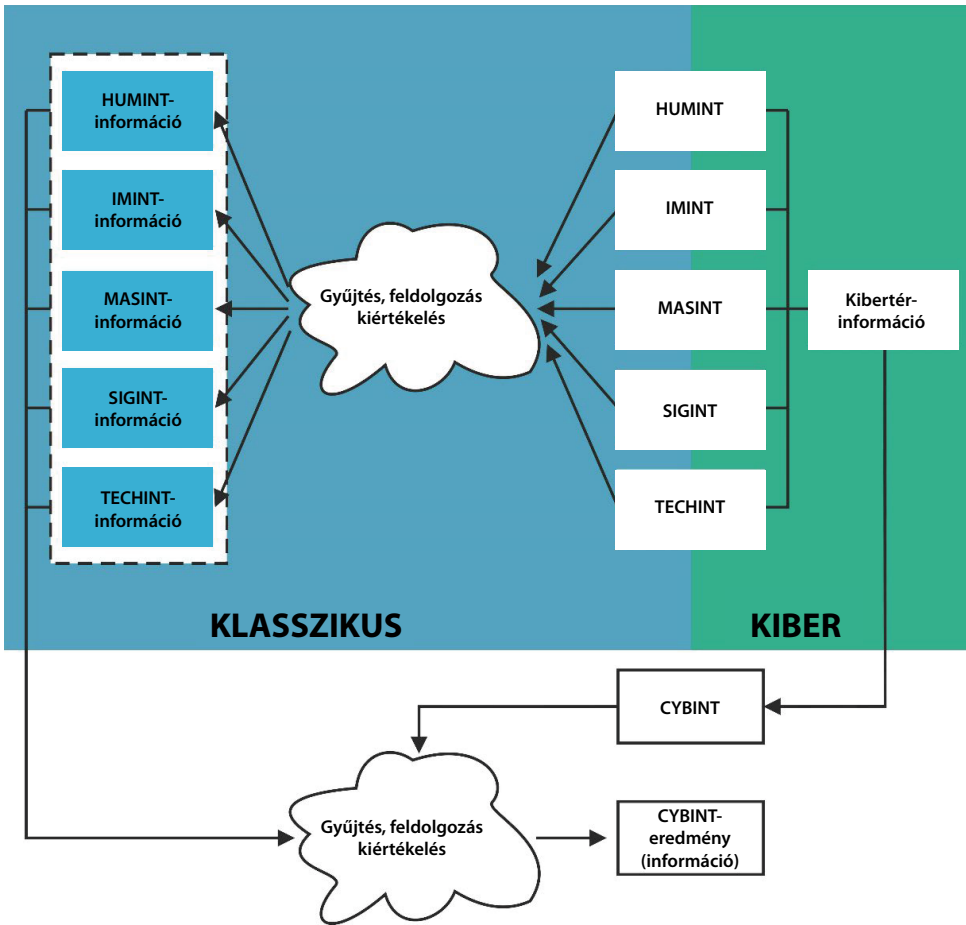 HUMINT-
információ
IMINT-
információ
MASINT-
információ
SIGINT-
információ
TECHINT-
információ
Gyűjtés, feldolgozás
kiértékelés
HUMINT
IMINT
MASINT
SIGINT
TECHINT
Kibertér-
információ
KLASSZIKUS
KIBER
CYBINT
Gyűjtés, feldolgozás
kiértékelés
CYBINT-
eredmény
(információ)